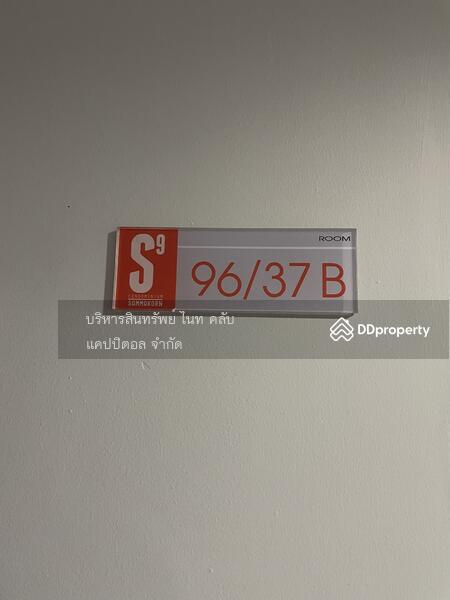 S9
CONDOMINIUM
SAMMAKORN
ROOM
96/37 B
บริหารสินทรัพย์ ไนท คลับ
แคปปิตอล จำกัด
DDproperty